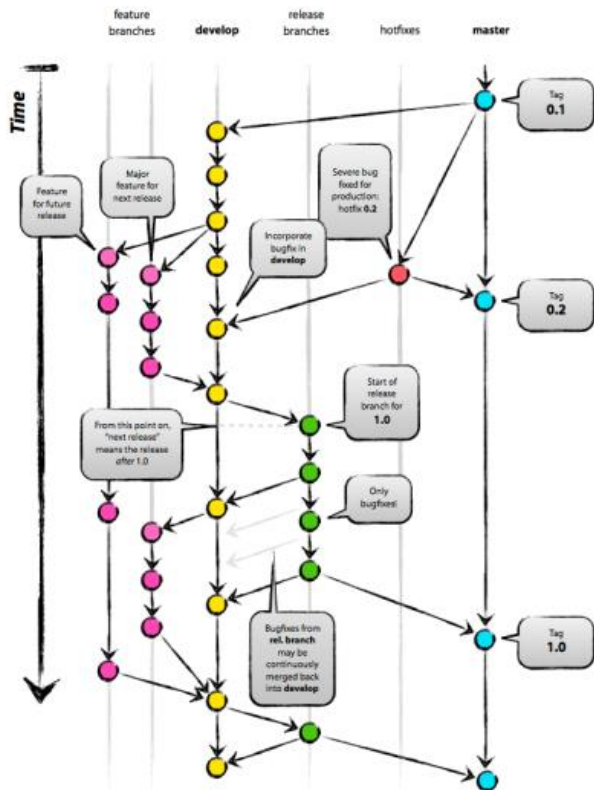 feature
branches
develop
release
branches
hotfixes
master
Time
Tag
0.1
Feature
for future
release
Major
feature for
next release
Severe bug
fixed for
production:
hotfix 0.2
Incorporate
bugfix in
develop
Tag
0.2
Start of
release
branch for
1.0
From this point on,
"next release"
means the release
after 1.0
Only
bugfixes!
Bugfixes from
rel. branch
may be
continuously
merged back
into develop
Tag
1.0